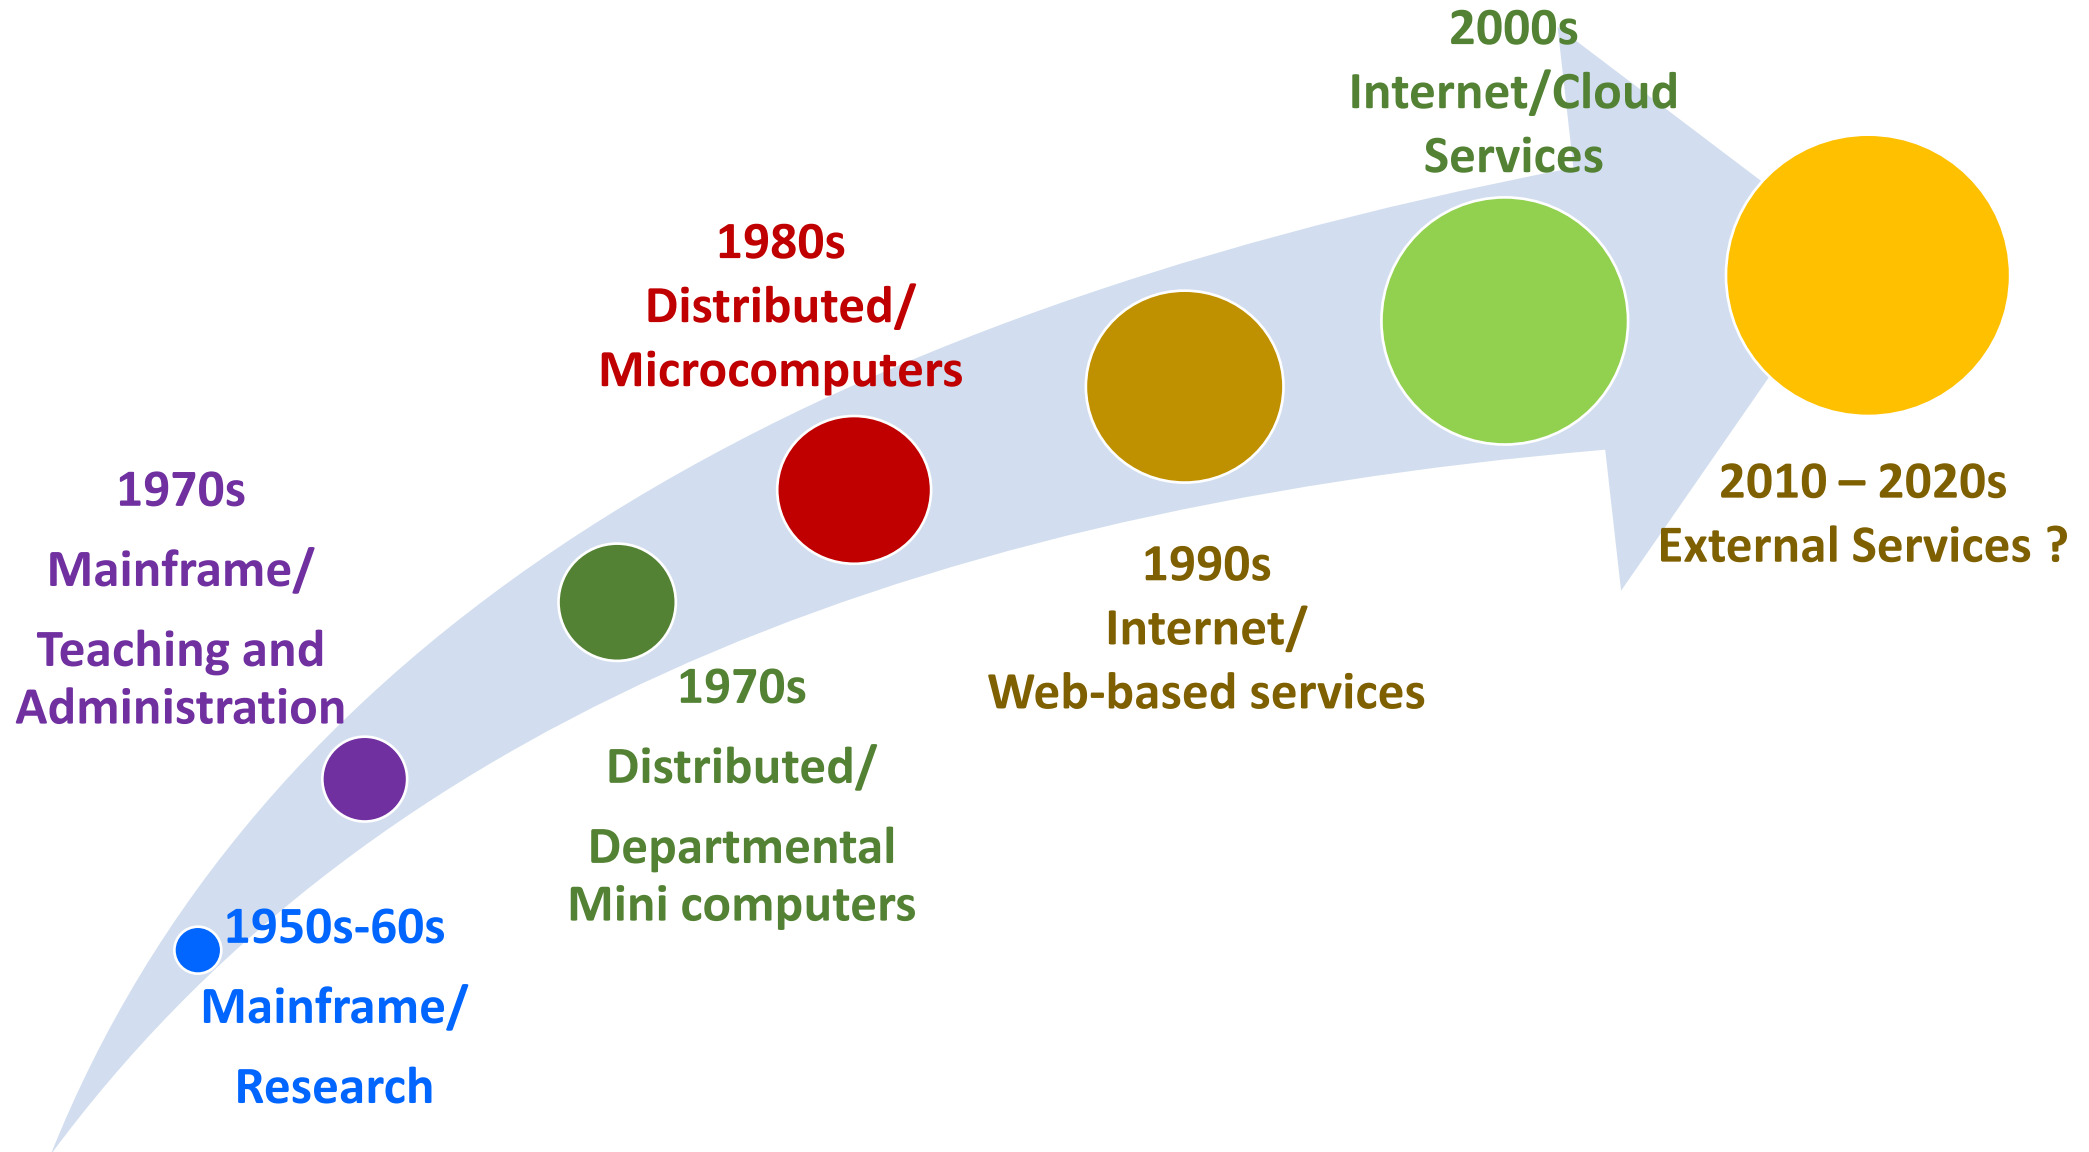 1950s-60s
Mainframe/
Research
1970s
Mainframe/
Teaching and
Administration
1970s
Distributed/
Departmental
Mini computers
1980s
Distributed/
Microcomputers
1990s
Internet/
Web-based services
2000s
Internet/Cloud
Services
2010 – 2020s
External Services ?